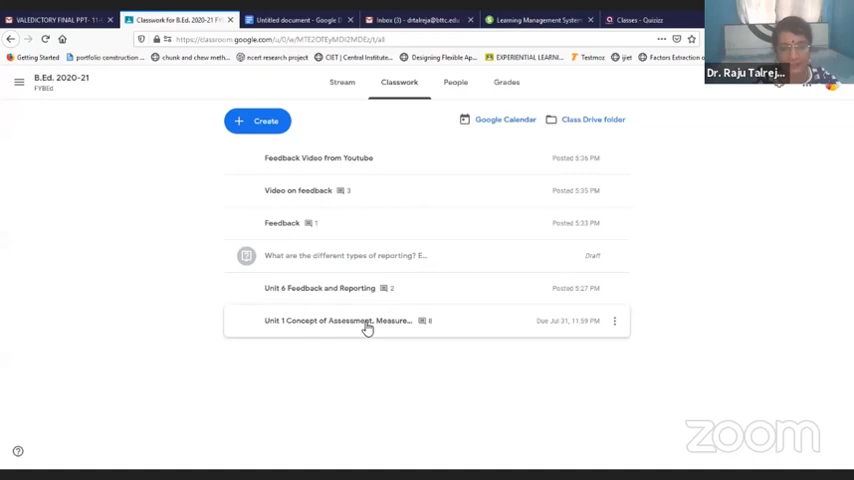 VALEDICTORY FINAL PPT- 11-
Classwork for B.Ed. 2020-21 FY
Untitled document - Google D
Inbox (6) - drtalreja@bttc.edu
Learning Management System
Classes - Quizizz
https://classroom.google.com/u/0/w/MTE2OTEyMDI2MDEz/t/all
Getting Started
portfolio construction ...
chunk and chew meth...
ncert research project
CIET | Central Institute...
Designing Flexible Ap...
EXPERIENTIAL LEARNI...
Testmoz
ijiet
Factors Extraction o
Dr. Raju Talrej...
B.Ed. 2020-21
FYBEd
Stream
Classwork
People
Grades
+ Create
Google Calendar
Class Drive folder
Feedback Video from Youtube
Posted 5:36 PM
Video on feedback 3
Posted 5:35 PM
Feedback 1
Posted 5:33 PM
What are the different types of reporting? E...
Draft
Unit 6 Feedback and Reporting 2
Posted 5:27 PM
Unit 1 Concept of Assessment, Measure... 8
Due Jul 31, 11:59 PM
zoom